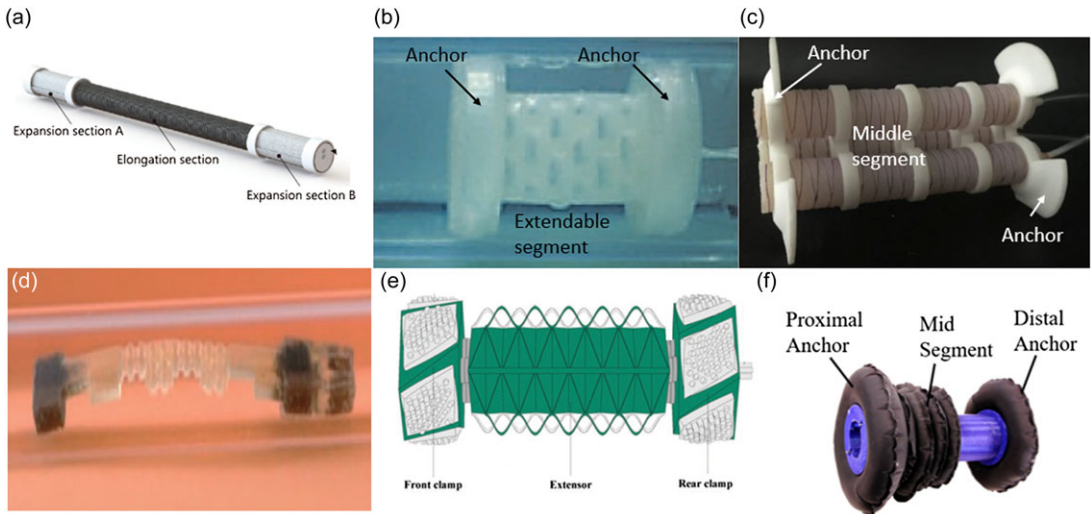 (a)
Expansion section A
Elongation section
Expansion section B
(b)
Anchor
Anchor
Extendable
segment
(c)
Anchor
Middle
segment
Anchor
(d)
(e)
Front clamp
Extensor
Rear clamp
(f)
Proximal
Anchor
Mid
Segment
Distal
Anchor